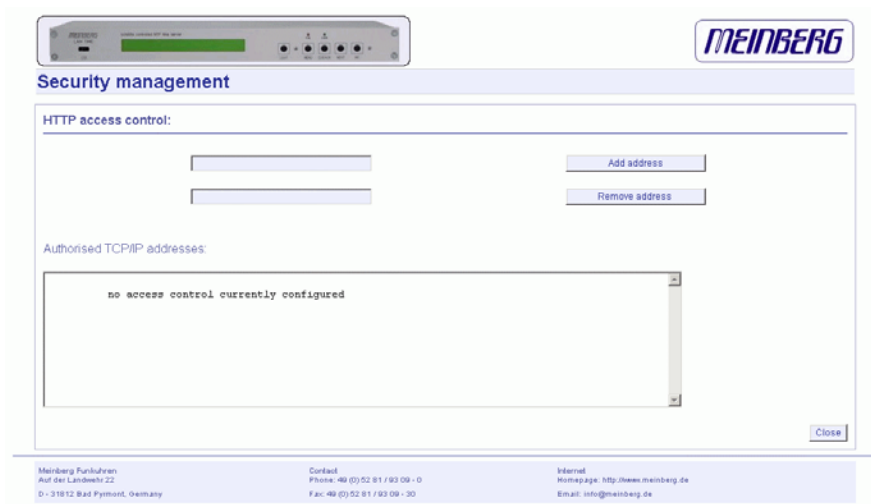 MEINBERG
Security management
HTTP access control:
Add address
Remove address
Authorised TCP/IP addresses:
no access control currently configured
Close
Meinberg Funkuhren
Auf der Landwehr 22
D - 31812 Bad Pyrmont, Germany
Contact
Phone: 49 (0) 52 81 / 93 09 - 0
Fax: 49 (0) 52 81 / 93 09 - 30
Internet
Homepage: http://www.meinberg.de
Email: info@meinberg.de